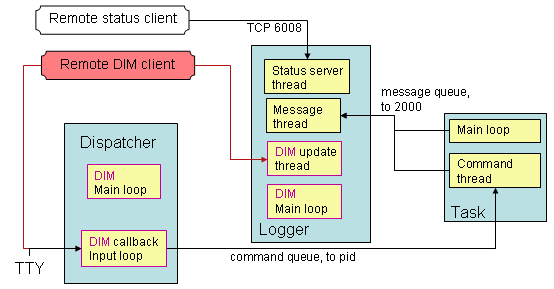 Remote status client
TCP 6008
Remote DIM client
Status server
thread
message queue,
to 2000
Message
thread
Main loop
Dispatcher
DIM update
thread
Command
thread
DIM
Main loop
DIM
Main loop
Task
Logger
DIM callback
Input loop
command queue, to pid
TTY